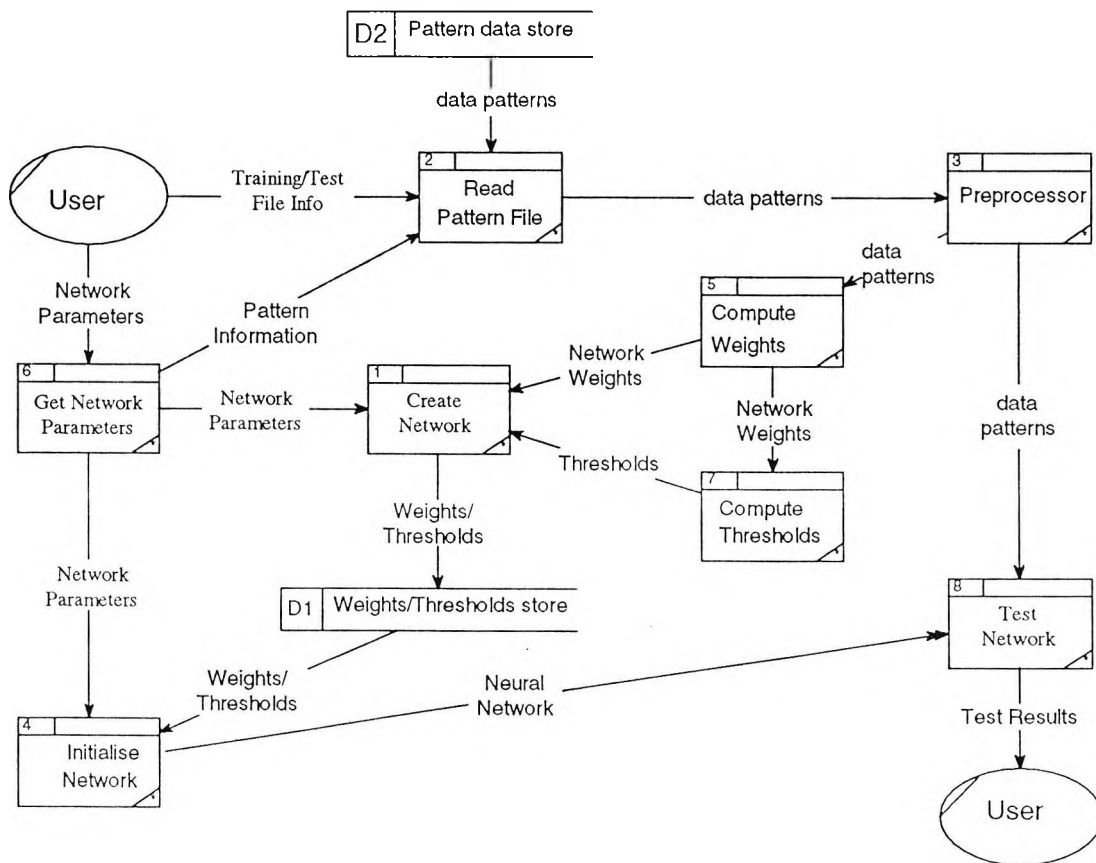 D2 Pattern data store
data patterns
User
Training/Test
File Info
2
Read
Pattern File
data patterns
3
Preprocessor
Network
Parameters
Pattern
Information
data
patterns
5
Compute
Weights
6
Get Network
Parameters
Network
Parameters
1
Create
Network
Network
Weights
Network
Weights
data
patterns
Thresholds
7
Compute
Thresholds
Weights/
Thresholds
Network
Parameters
D1 Weights/Thresholds store
8
Test
Network
Weights/
Thresholds
Neural
Network
4
Initialise
Network
Test Results
User